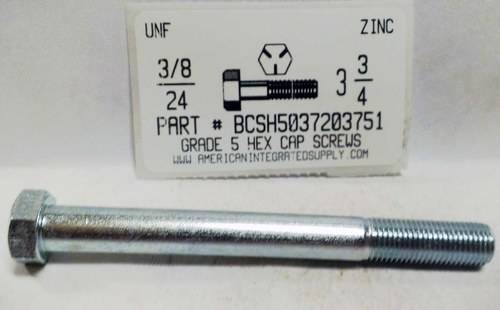 UNF ZINC
3/8
24
3 3/4
PART # BCSH5037203751
GRADE 5 HEX CAP SCREWS
WWW.AMERICANINTEGRATEDSUPPLY.COM